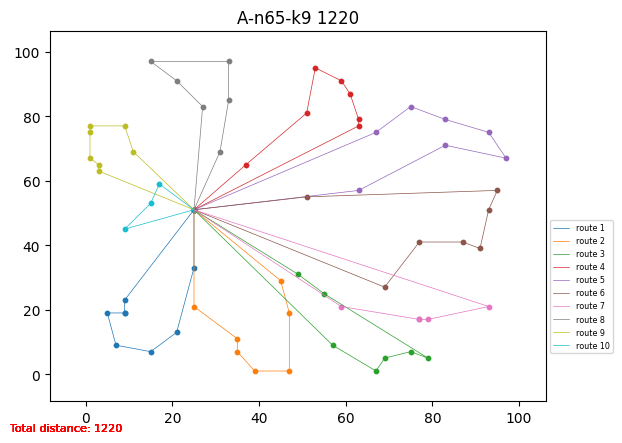 A-n65-k9 1220
100
80
60
40
20
0
0 20 40 60 80 100
route 1
route 2
route 3
route 4
route 5
route 6
route 7
route 8
route 9
route 10
Total distance: 1220